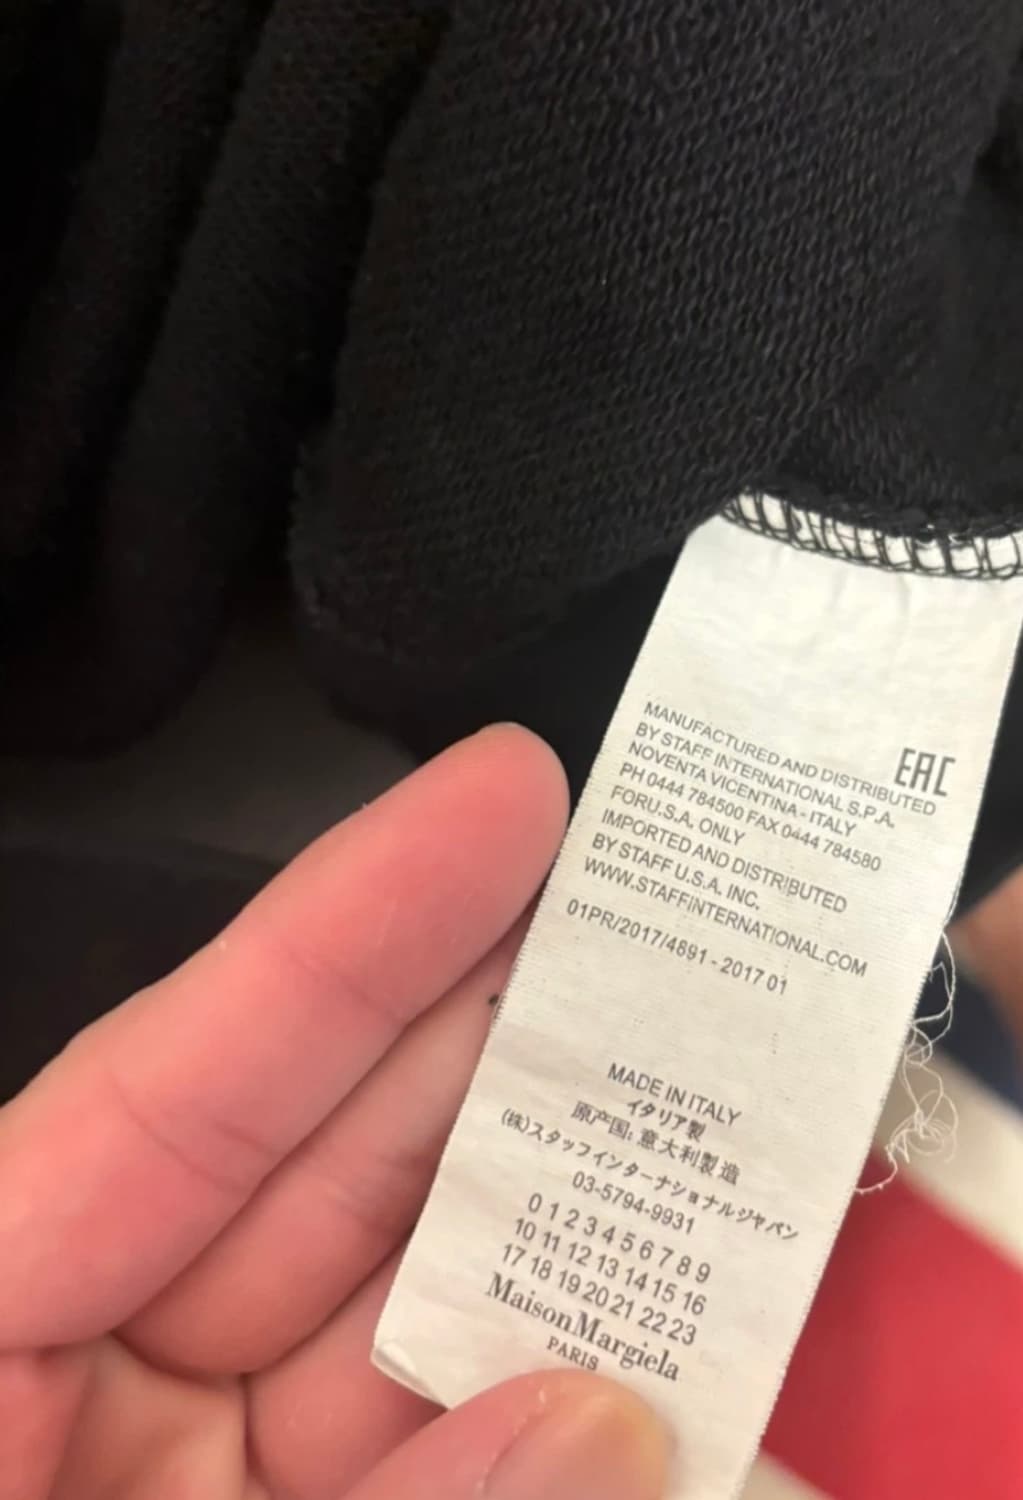 EAC
MANUFACTURED AND DISTRIBUTED
BY STAFF INTERNATIONAL S.P.A.
NOVENTA VICENTINA - ITALY
PH 0444 784500 FAX 0444 784580
FOR U.S.A. ONLY
IMPORTED AND DISTRIBUTED
BY STAFF U.S.A. INC.
WWW.STAFFINTERNATIONAL.COM
01PR/2017/4891 - 2017 01
MADE IN ITALY
イタリア製
原产国: 意大利製造
(株)スタッフインターナショナルジャパン
03-5794-9931
0 1 2 3 4 5 6 7 8 9
10 11 12 13 14 15 16
17 18 19 20 21 22 23
Maison Margiela
PARIS